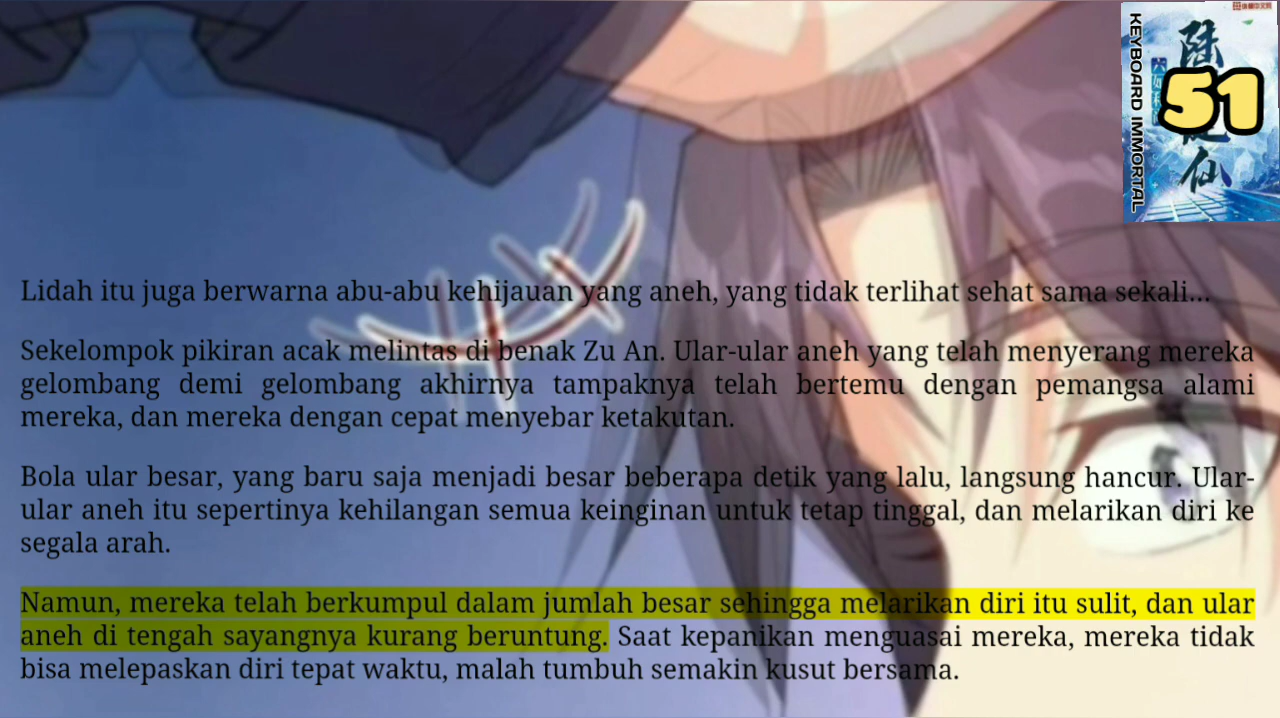 KEYBOARD IMMORTAL
51
Lidah itu juga berwarna abu-abu kehijauan yang aneh, yang tidak terlihat sehat sama sekali...
Sekelompok pikiran acak melintas di benak Zu An. Ular-ular aneh yang telah menyerang mereka
gelombang demi gelombang akhirnya tampaknya telah bertemu dengan pemangsa alami
mereka, dan mereka dengan cepat menyebar ketakutan.
Bola ular besar, yang baru saja menjadi besar beberapa detik yang lalu, langsung hancur. Ular-
ular aneh itu sepertinya kehilangan semua keinginan untuk tetap tinggal, dan melarikan diri ke
segala arah.
Namun, mereka telah berkumpul dalam jumlah besar sehingga melarikan diri itu sulit, dan ular
aneh di tengah sayangnya kurang beruntung. Saat kepanikan menguasai mereka, mereka tidak
bisa melepaskan diri tepat waktu, malah tumbuh semakin kusut bersama.